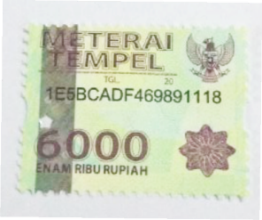 METERAI
TEMPEL
TGL. 20
1E5BCADF469891118
6000
ENAM RIBU RUPIAH